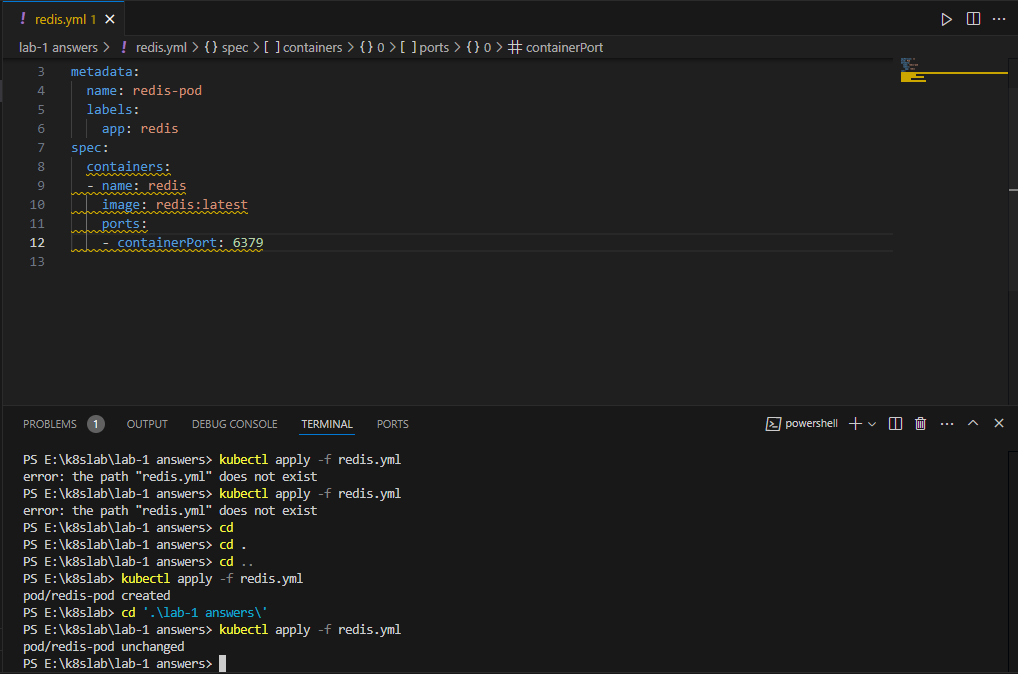 ! redis.yml 1 ×
lab-1 answers > ! redis.yml > {} spec > [ ] containers > {} 0 > [ ] ports > {} 0 > # containerPort
3 metadata:
4 name: redis-pod
5 labels:
6 app: redis
7 spec:
8 containers:
9 - name: redis
10 image: redis:latest
11 ports:
12 - containerPort: 6379
13
PROBLEMS 1 OUTPUT DEBUG CONSOLE TERMINAL PORTS powershell
PS E:\k8slab\lab-1 answers> kubectl apply -f redis.yml
error: the path "redis.yml" does not exist
PS E:\k8slab\lab-1 answers> kubectl apply -f redis.yml
error: the path "redis.yml" does not exist
PS E:\k8slab\lab-1 answers> cd
PS E:\k8slab\lab-1 answers> cd .
PS E:\k8slab\lab-1 answers> cd ..
PS E:\k8slab> kubectl apply -f redis.yml
pod/redis-pod created
PS E:\k8slab> cd '.\lab-1 answers\'
PS E:\k8slab\lab-1 answers> kubectl apply -f redis.yml
pod/redis-pod unchanged
PS E:\k8slab\lab-1 answers>